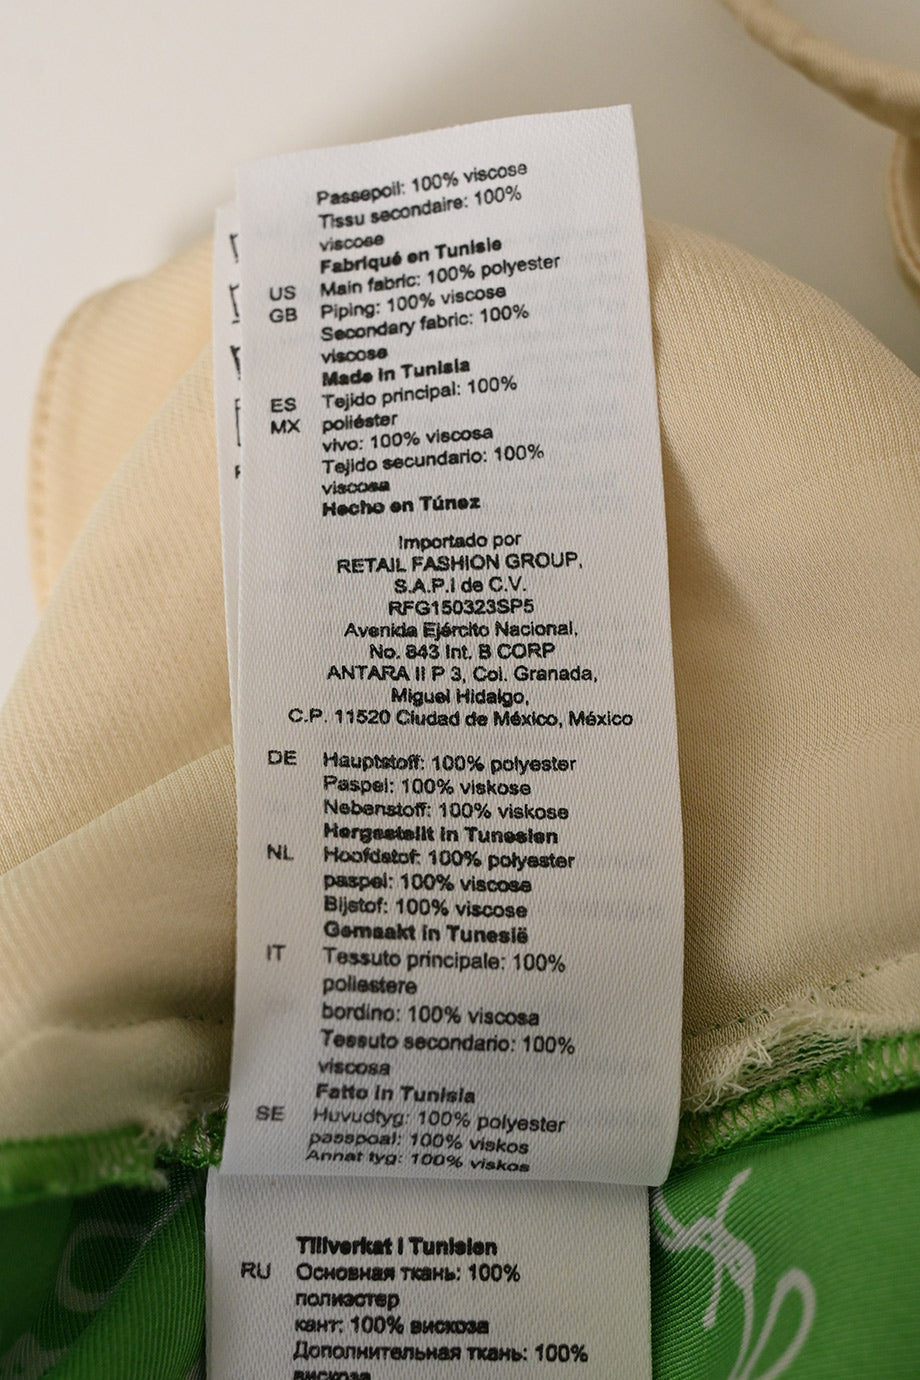 Passepoil: 100% viscose
Tissu secondaire: 100%
viscose
Fabriqué en Tunisie
US Main fabric: 100% polyester
GB Piping: 100% viscose
Secondary fabric: 100%
viscose
Made in Tunisia
ES Tejido principal: 100%
MX poliéster
vivo: 100% viscosa
Tejido secundario: 100%
viscosa
Hecho en Túnez
Importado por
RETAIL FASHION GROUP,
S.A.P.I de C.V.
RFG150323SP5
Avenida Ejército Nacional,
No. 843 Int. B CORP
ANTARA II P 3, Col. Granada,
Miguel Hidalgo,
C.P. 11520 Ciudad de México, México
DE Hauptstoff: 100% polyester
Paspel: 100% viskose
Nebenstoff: 100% viskose
Hergestellt in Tunesien
NL Hoofdstof: 100% polyester
paspel: 100% viscose
Bijstof: 100% viscose
Gemaakt in Tunesië
IT Tessuto principale: 100%
poliestere
bordino: 100% viscosa
Tessuto secondario: 100%
viscosa
Fatto in Tunisia
SE Huvudtyg: 100% polyester
passpoal: 100% viskos
Annat tyg: 100% viskos
Tillverkat i Tunisien
RU Основная ткань: 100%
полиэстер
кант: 100% вискоза
Дополнительная ткань: 100%
вискоза